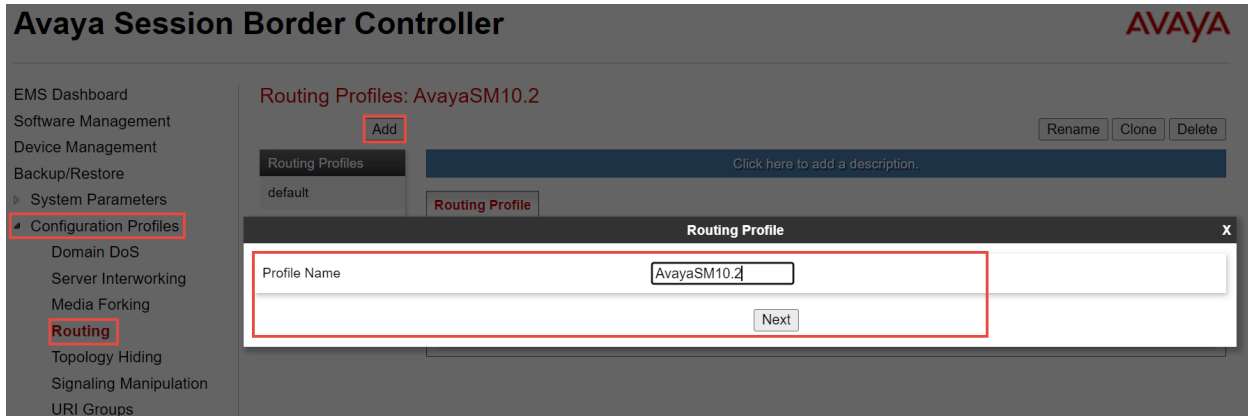 Avaya Session Border Controller
AVAYA
EMS Dashboard
Software Management
Device Management
Backup/Restore
System Parameters
Configuration Profiles
Domain DoS
Server Interworking
Media Forking
Routing
Topology Hiding
Signaling Manipulation
URI Groups
Routing Profiles: AvayaSM10.2
Add
Rename Clone Delete
Routing Profiles
default
Click here to add a description.
Routing Profile
Routing Profile X
Profile Name AvayaSM10.2
Next